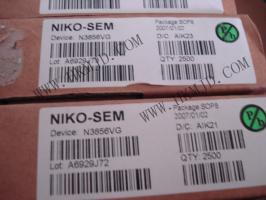 NIKO-SEM
Package SOP8
2007/01/02
Device: N3856VG
D/C: AIK23
Lot: A6929J72
QTY: 2500
NIKO-SEM
Package SOP8
2007/01/02
Device: N3856VG
D/C: AIK21
Lot: A6929J72
QTY: 2500